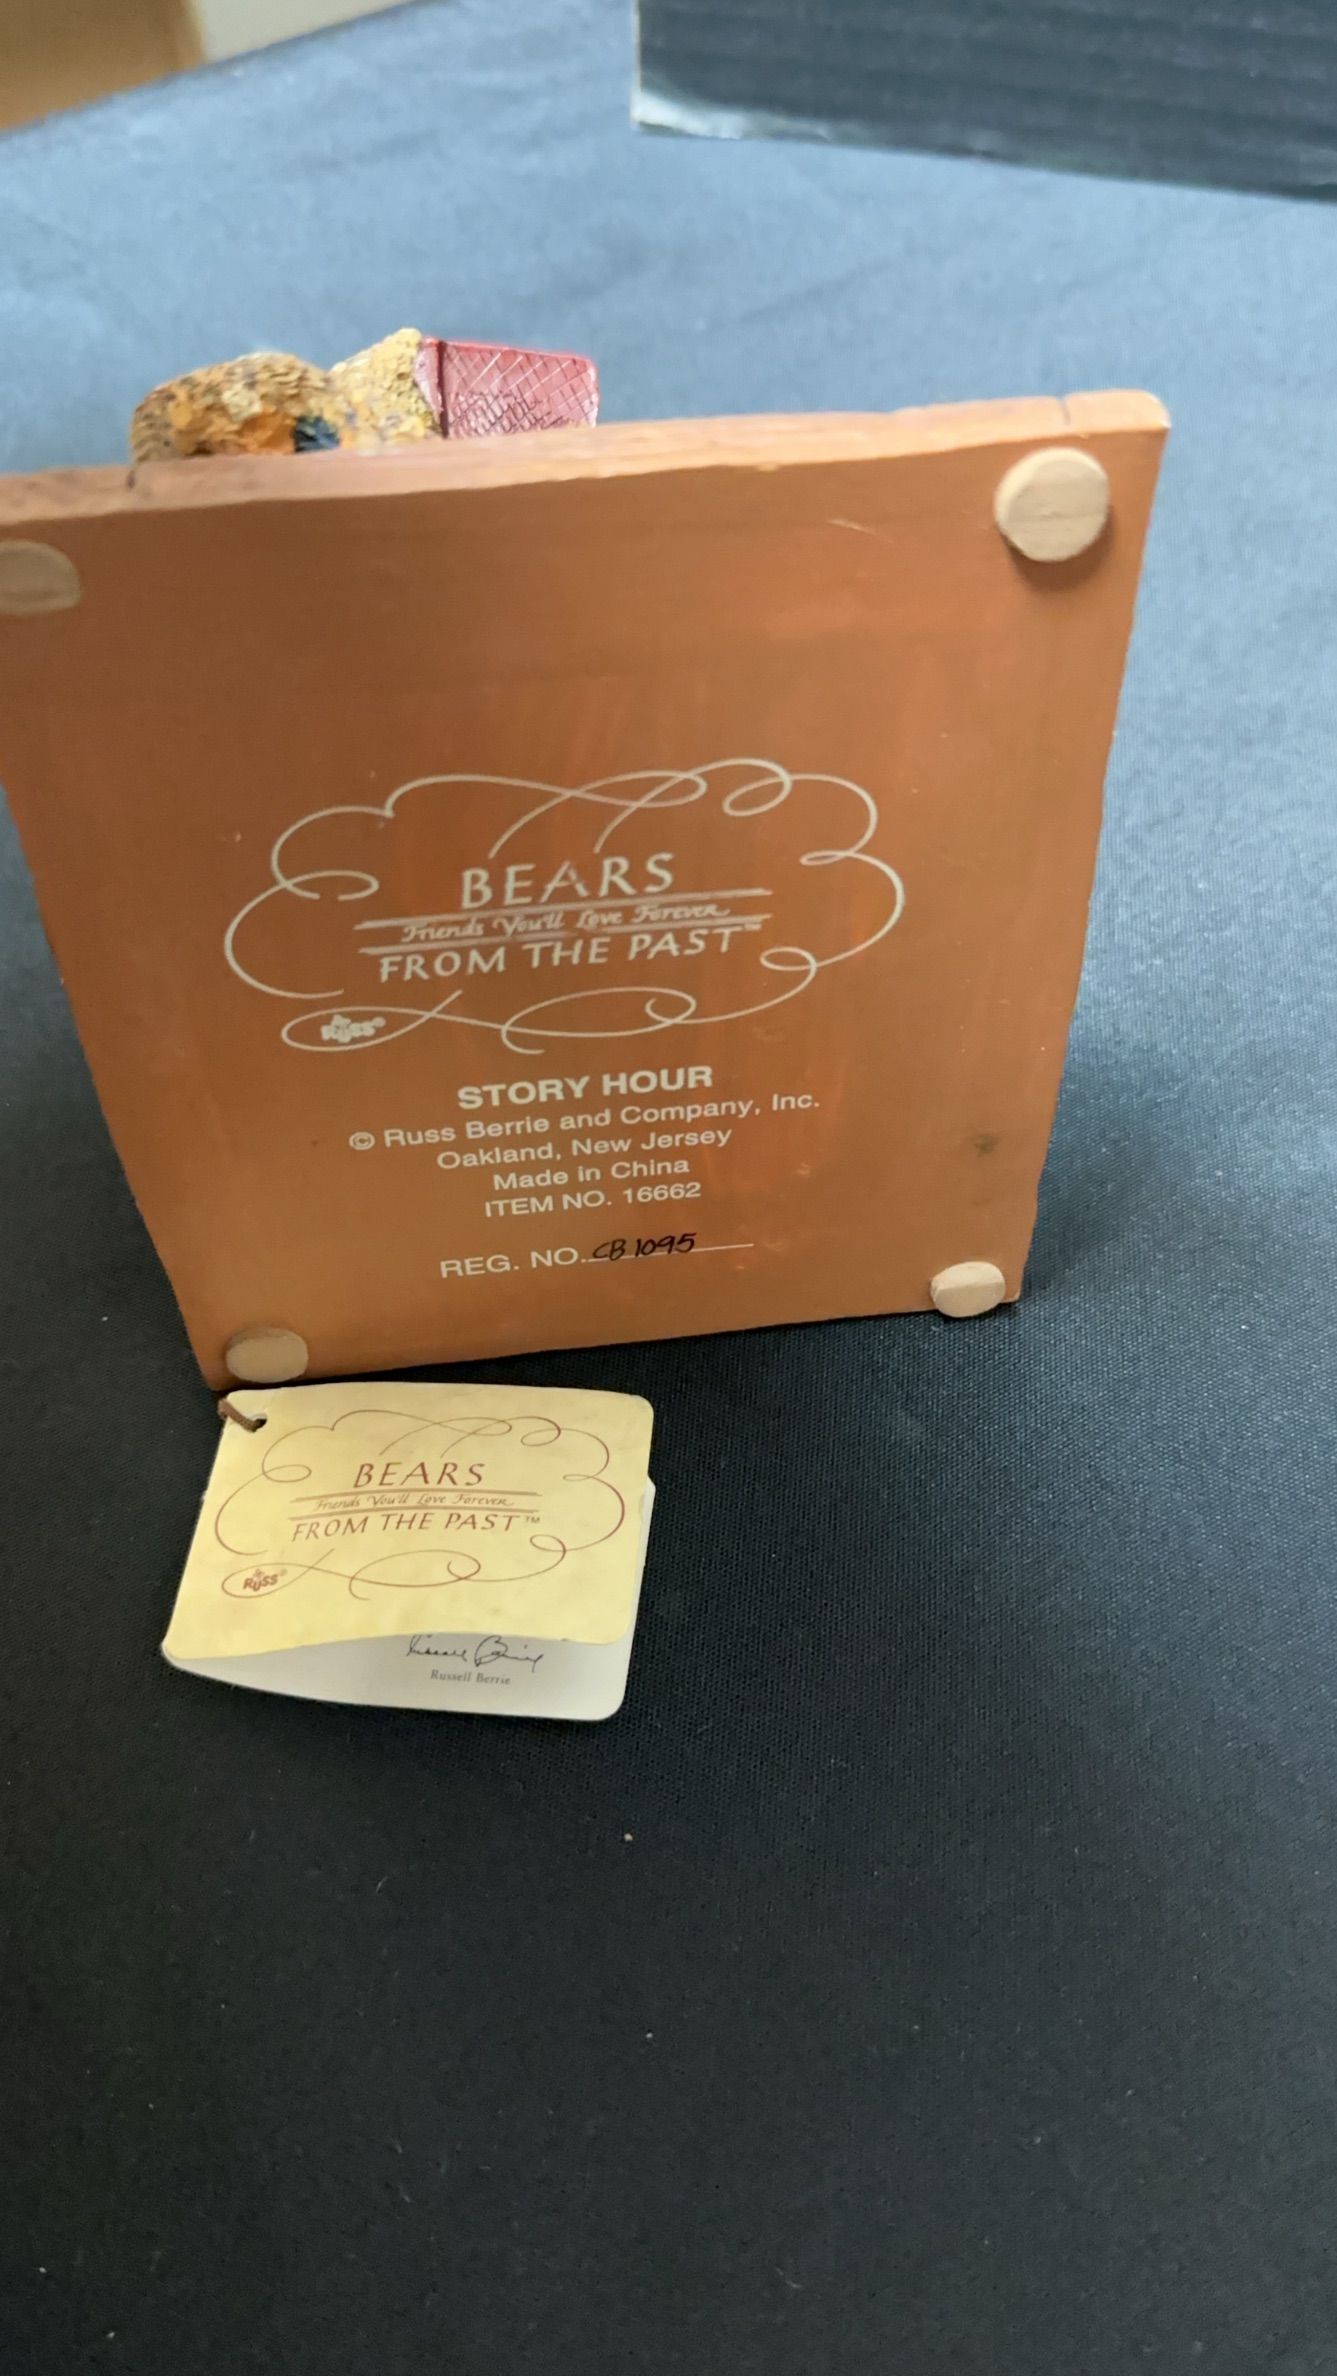 BEARS
Friends You'll Love Forever
FROM THE PAST™
RUSS®
STORY HOUR
© Russ Berrie and Company, Inc.
Oakland, New Jersey
Made in China
ITEM NO. 16662
REG. NO. CB1095
BEARS
Friends You'll Love Forever
FROM THE PAST™
RUSS®
Russell Berrie
Russell Berrie